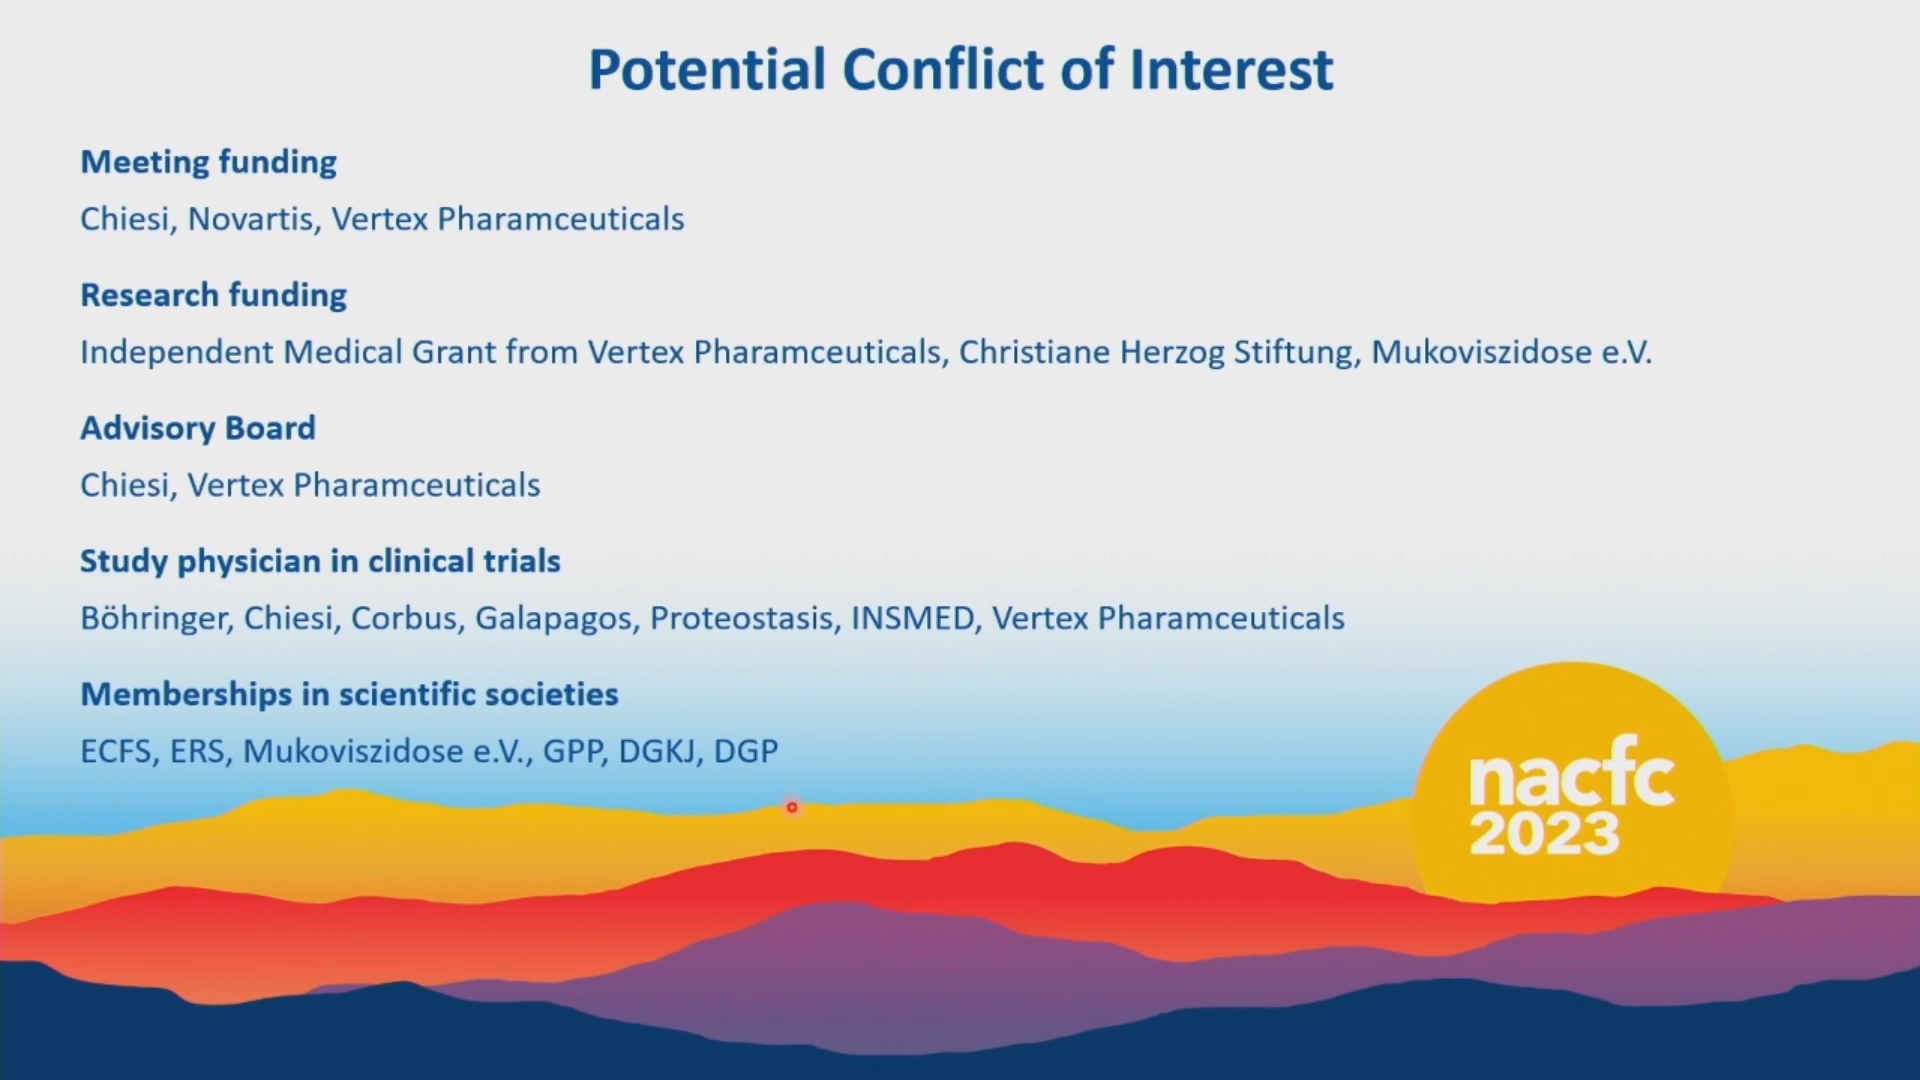 Potential Conflict of Interest
Meeting funding
Chiesi, Novartis, Vertex Pharamceuticals
Research funding
Independent Medical Grant from Vertex Pharamceuticals, Christiane Herzog Stiftung, Mukoviszidose e.V.
Advisory Board
Chiesi, Vertex Pharamceuticals
Study physician in clinical trials
Böhringer, Chiesi, Corbus, Galapagos, Proteostasis, INSMED, Vertex Pharamceuticals
Memberships in scientific societies
ECFS, ERS, Mukoviszidose e.V., GPP, DGKJ, DGP
nacfc
2023